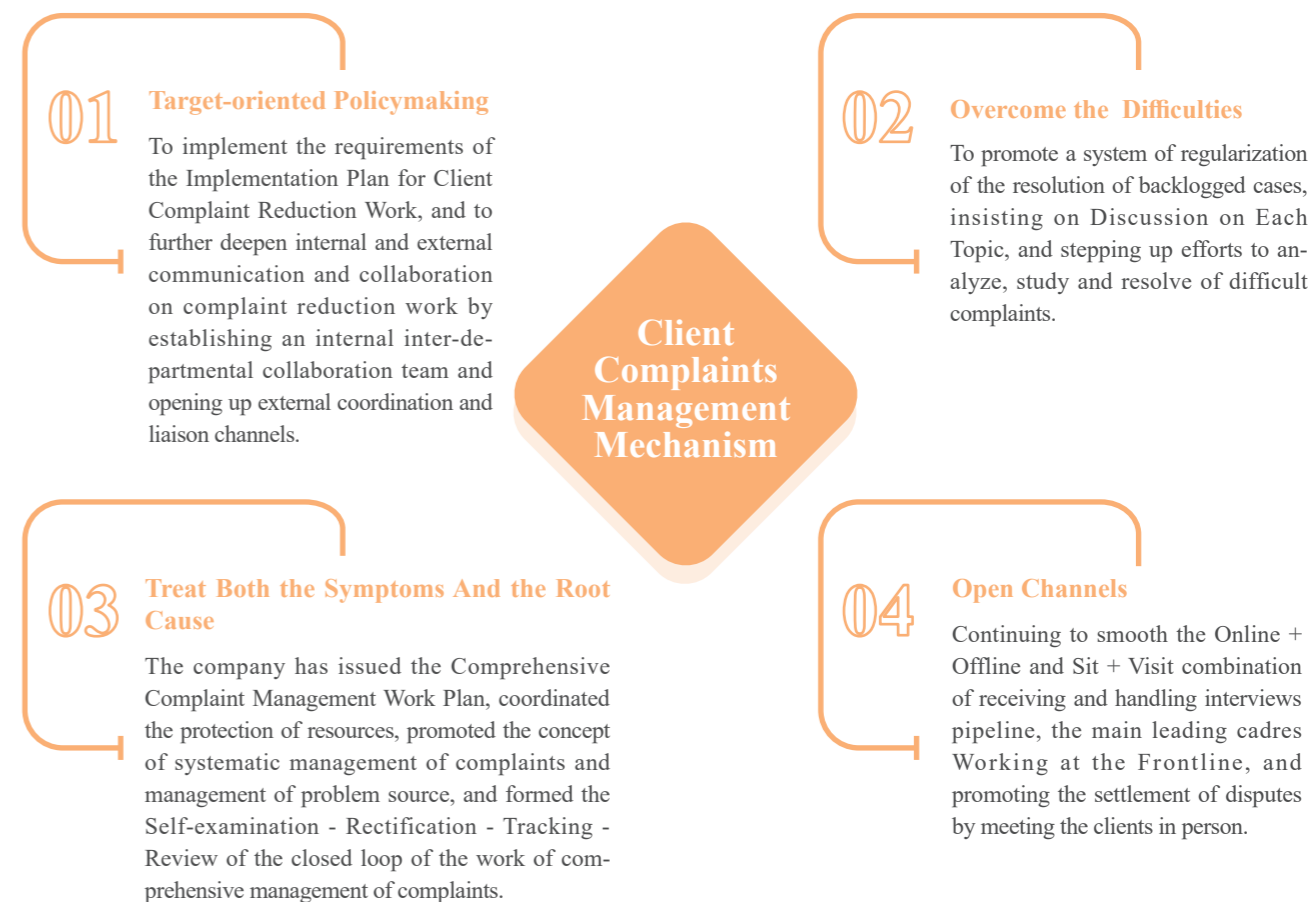 01
Target-oriented Policymaking
To implement the requirements of
the Implementation Plan for Client
Complaint Reduction Work, and to
further deepen internal and external
communication and collaboration
on complaint reduction work by
establishing an internal inter-de-
partmental collaboration team and
opening up external coordination and
liaison channels.
02
Overcome the Difficulties
To promote a system of regularization
of the resolution of backlogged cases,
insisting on Discussion on Each
Topic, and stepping up efforts to an-
alyze, study and resolve of difficult
complaints.
Client
Complaints
Management
Mechanism
03
Treat Both the Symptoms And the Root
Cause
The company has issued the Comprehensive
Complaint Management Work Plan, coordinated
the protection of resources, promoted the concept
of systematic management of complaints and
management of problem source, and formed the
Self-examination - Rectification - Tracking -
Review of the closed loop of the work of com-
prehensive management of complaints.
04
Open Channels
Continuing to smooth the Online +
Offline and Sit + Visit combination
of receiving and handling interviews
pipeline, the main leading cadres
Working at the Frontline, and
promoting the settlement of disputes
by meeting the clients in person.